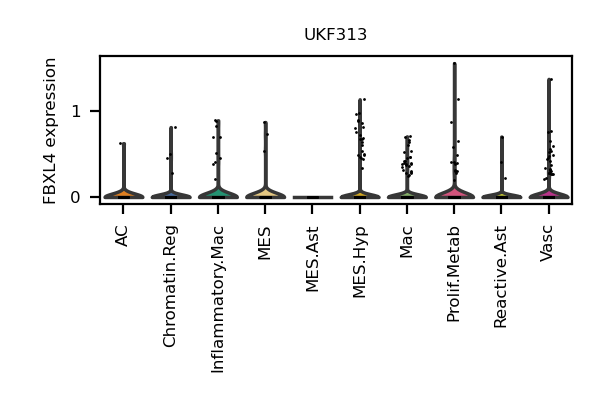 UKF313
FBXL4 expression
1
0
AC
Chromatin.Reg
Inflammatory.Mac
MES
MES.Ast
MES.Hyp
Mac
Prolif.Metab
Reactive.Ast
Vasc